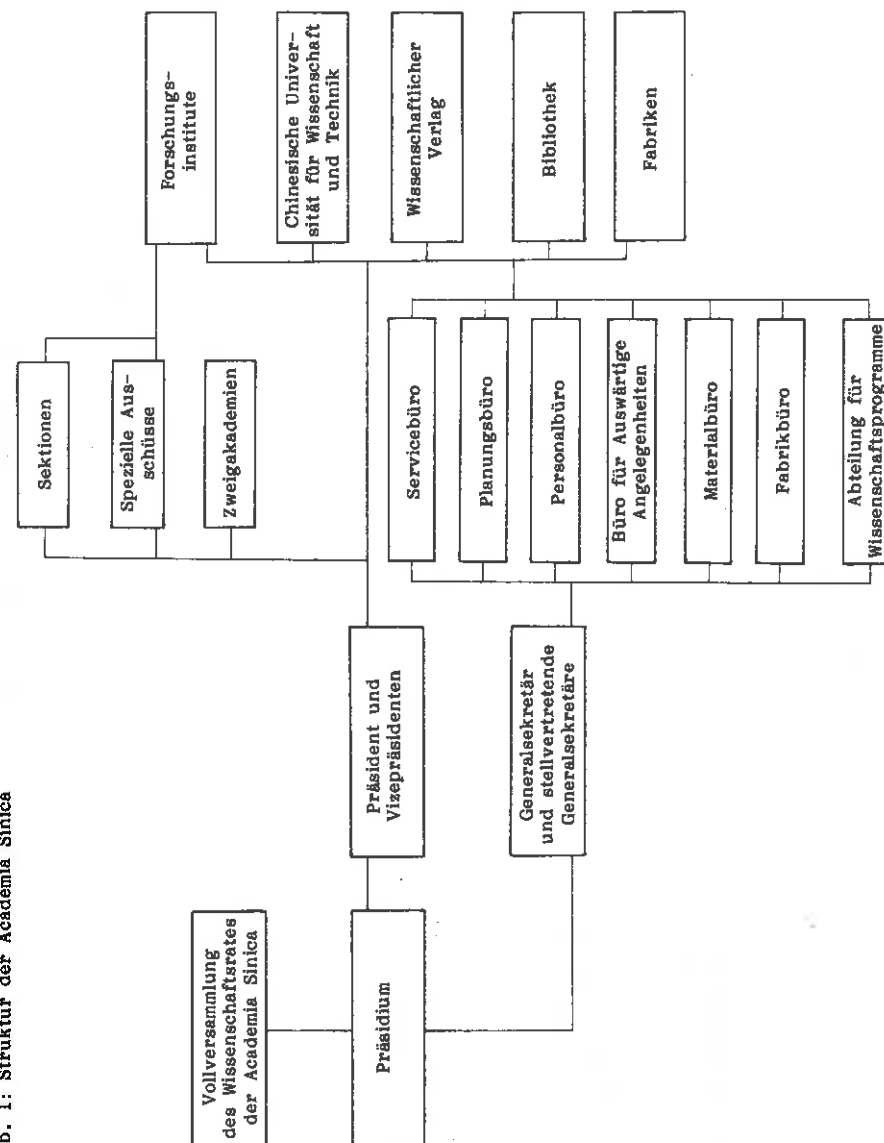 b. 1: Struktur der Academia Sinica
Vollversammlung
des Wissenschaftsrates
der Academia Sinica
Präsidium
Präsident und
Vizepräsidenten
Generalsekretär
und stellvertretende
Generalsekretäre
Sektionen
Spezielle Aus-
schüsse
Zweigakademien
Servicebüro
Planungsbüro
Personalbüro
Büro für Auswärtige
Angelegenheiten
Materialbüro
Fabrikbüro
Abteilung für
Wissenschaftsprogramme
Forschungs-
institute
Chinesische Univer-
sität für Wissenschaft
und Technik
Wissenschaftlicher
Verlag
Bibliothek
Fabriken